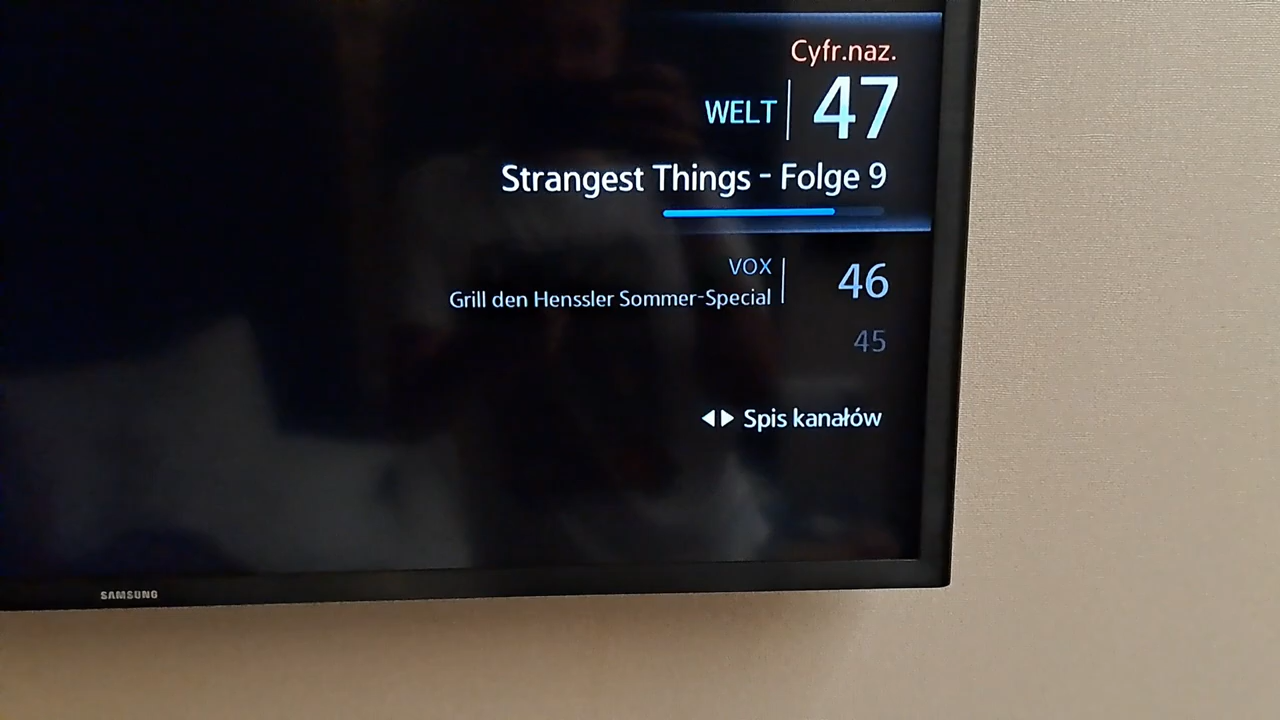 Cyfr.naz.
WELT 47
Strangest Things - Folge 9
VOX 46
Grill den Henssler Sommer-Special
45
Spis kanałów
SAMSUNG